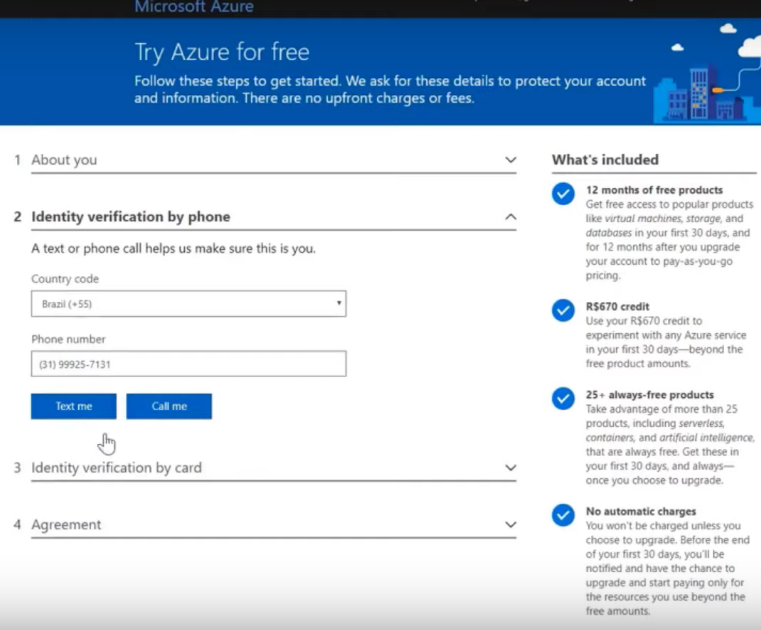 Microsoft Azure
Try Azure for free
Follow these steps to get started. We ask for these details to protect your account
and information. There are no upfront charges or fees.
1 About you
2 Identity verification by phone
A text or phone call helps us make sure this is you.
Country code
Brazil (+55)
Phone number
(31) 99925-7131
Text me Call me
3 Identity verification by card
4 Agreement
What's included
12 months of free products
Get free access to popular products
like virtual machines, storage, and
databases in your first 30 days, and
for 12 months after you upgrade
your account to pay-as-you-go
pricing.
R$670 credit
Use your R$670 credit to
experiment with any Azure service
in your first 30 days—beyond the
free product amounts.
25+ always-free products
Take advantage of more than 25
products, including serverless,
containers, and artificial intelligence,
that are always free. Get these in
your first 30 days, and always—
once you choose to upgrade.
No automatic charges
You won't be charged unless you
choose to upgrade. Before the end
of your first 30 days, you'll be
notified and have the chance to
upgrade and start paying only for
the resources you use beyond the
free amounts.